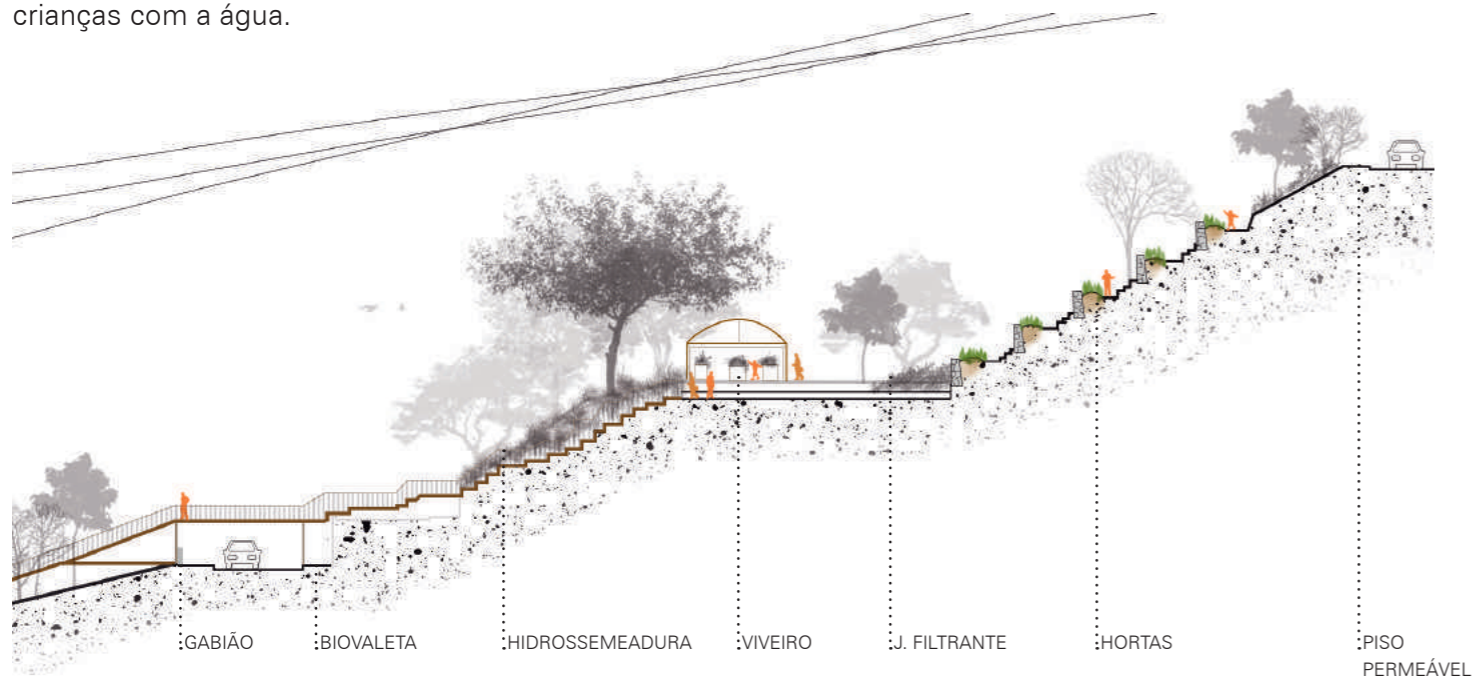 crianças com a água.
GABIÃO
BIOVALETA
HIDROSSEMEADURA
VIVEIRO
J. FILTRANTE
HORTAS
PISO
PERMEÁVEL